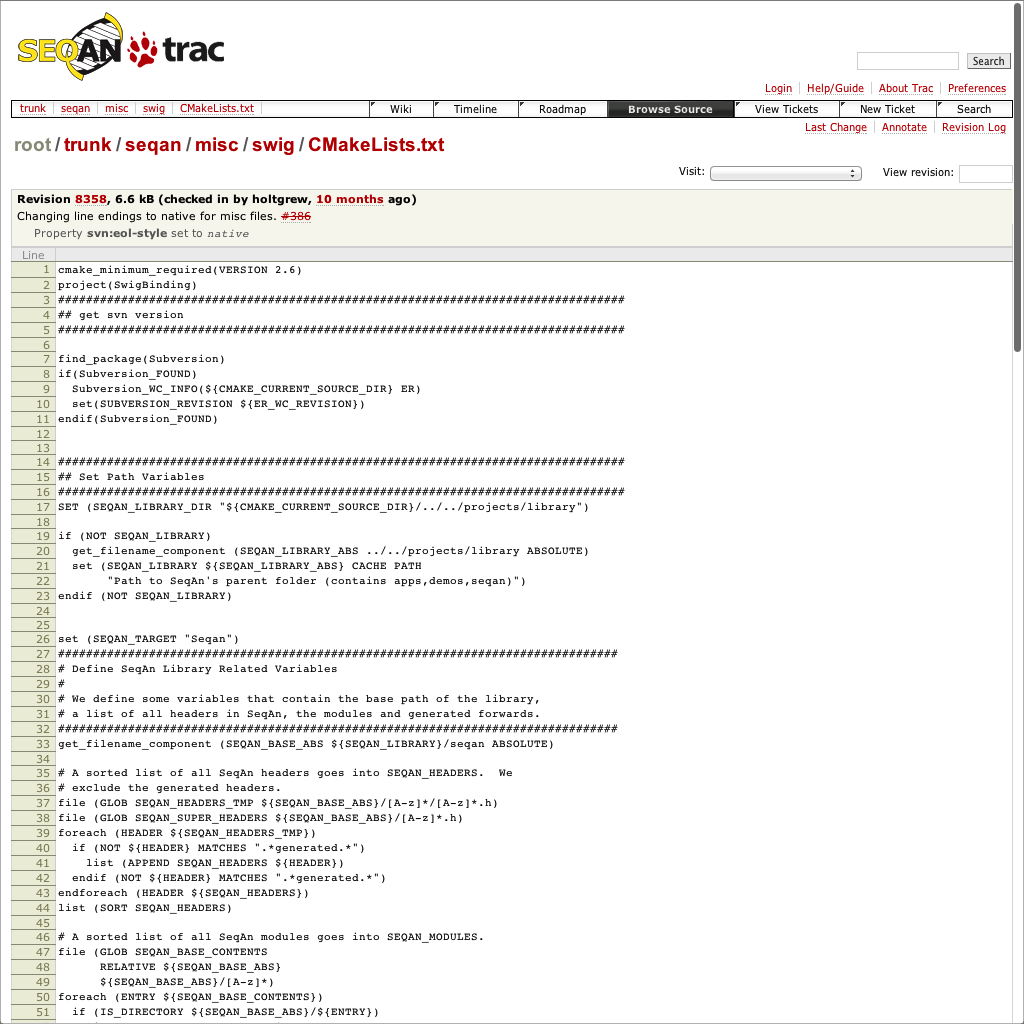 SEQAN trac
Search
Login Help/Guide About Trac Preferences
trunk seqan misc swig CMakeLists.txt Wiki Timeline Roadmap Browse Source View Tickets New Ticket Search
Last Change Annotate Revision Log
root/trunk/seqan/misc/swig/CMakeLists.txt
Visit: View revision:
Revision 8358, 6.6 kB (checked in by holtgrew, 10 months ago)
Changing line endings to native for misc files. #386
Property svn:eol-style set to native
Line
1 cmake_minimum_required(VERSION 2.6)
2 project(SwigBinding)
3 #################################################################################
4 ## get svn version
5 #################################################################################
6
7 find_package(Subversion)
8 if(Subversion_FOUND)
9   Subversion_WC_INFO(${CMAKE_CURRENT_SOURCE_DIR} ER)
10   set(SUBVERSION_REVISION ${ER_WC_REVISION})
11 endif(Subversion_FOUND)
12
13
14 #################################################################################
15 ## Set Path Variables
16 #################################################################################
17 SET (SEQAN_LIBRARY_DIR "${CMAKE_CURRENT_SOURCE_DIR}/../../projects/library")
18
19 if (NOT SEQAN_LIBRARY)
20   get_filename_component (SEQAN_LIBRARY_ABS ../../projects/library ABSOLUTE)
21   set (SEQAN_LIBRARY ${SEQAN_LIBRARY_ABS} CACHE PATH
22        "Path to SeqAn's parent folder (contains apps,demos,seqan)")
23 endif (NOT SEQAN_LIBRARY)
24
25
26 set (SEQAN_TARGET "Seqan")
27 ################################################################################
28 # Define SeqAn Library Related Variables
29 #
30 # We define some variables that contain the base path of the library,
31 # a list of all headers in SeqAn, the modules and generated forwards.
32 ################################################################################
33 get_filename_component (SEQAN_BASE_ABS ${SEQAN_LIBRARY}/seqan ABSOLUTE)
34
35 # A sorted list of all SeqAn headers goes into SEQAN_HEADERS.  We
36 # exclude the generated headers.
37 file (GLOB SEQAN_HEADERS_TMP ${SEQAN_BASE_ABS}/[A-z]*/[A-z]*.h)
38 file (GLOB SEQAN_SUPER_HEADERS ${SEQAN_BASE_ABS}/[A-z]*.h)
39 foreach (HEADER ${SEQAN_HEADERS_TMP})
40   if (NOT ${HEADER} MATCHES ".*generated.*")
41     list (APPEND SEQAN_HEADERS ${HEADER})
42   endif (NOT ${HEADER} MATCHES ".*generated.*")
43 endforeach (HEADER ${SEQAN_HEADERS})
44 list (SORT SEQAN_HEADERS)
45
46 # A sorted list of all SeqAn modules goes into SEQAN_MODULES.
47 file (GLOB SEQAN_BASE_CONTENTS
48       RELATIVE ${SEQAN_BASE_ABS}
49       ${SEQAN_BASE_ABS}/[A-z]*)
50 foreach (ENTRY ${SEQAN_BASE_CONTENTS})
51   if (IS_DIRECTORY ${SEQAN_BASE_ABS}/${ENTRY})